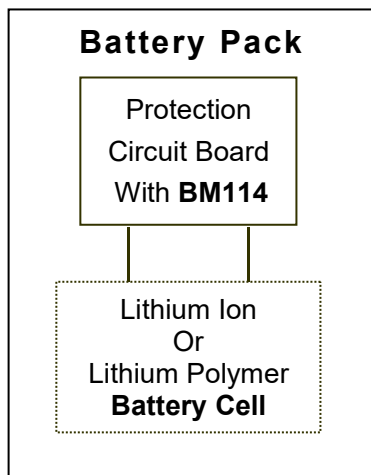 Battery Pack
Protection
Circuit Board
With BM114
Lithium Ion
Or
Lithium Polymer
Battery Cell